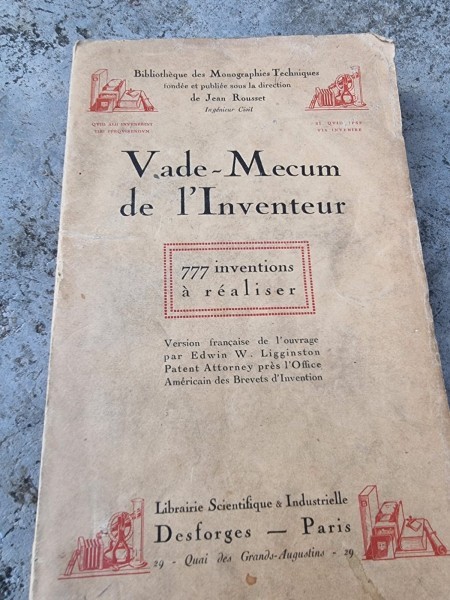 Bibliothèque des Monographies Techniques
fondée et publiée sous la direction
de Jean Rousset
Ingénieur Civil
Vade-Mecum
de l'Inventeur
777 inventions
à réaliser
Version française de l'ouvrage
par Edwin W. Ligginston
Patent Attorney près l'Office
Américain des Brevets d'Invention
Librairie Scientifique & Industrielle
Desforges — Paris
29 - Quai des Grands-Augustins - 29